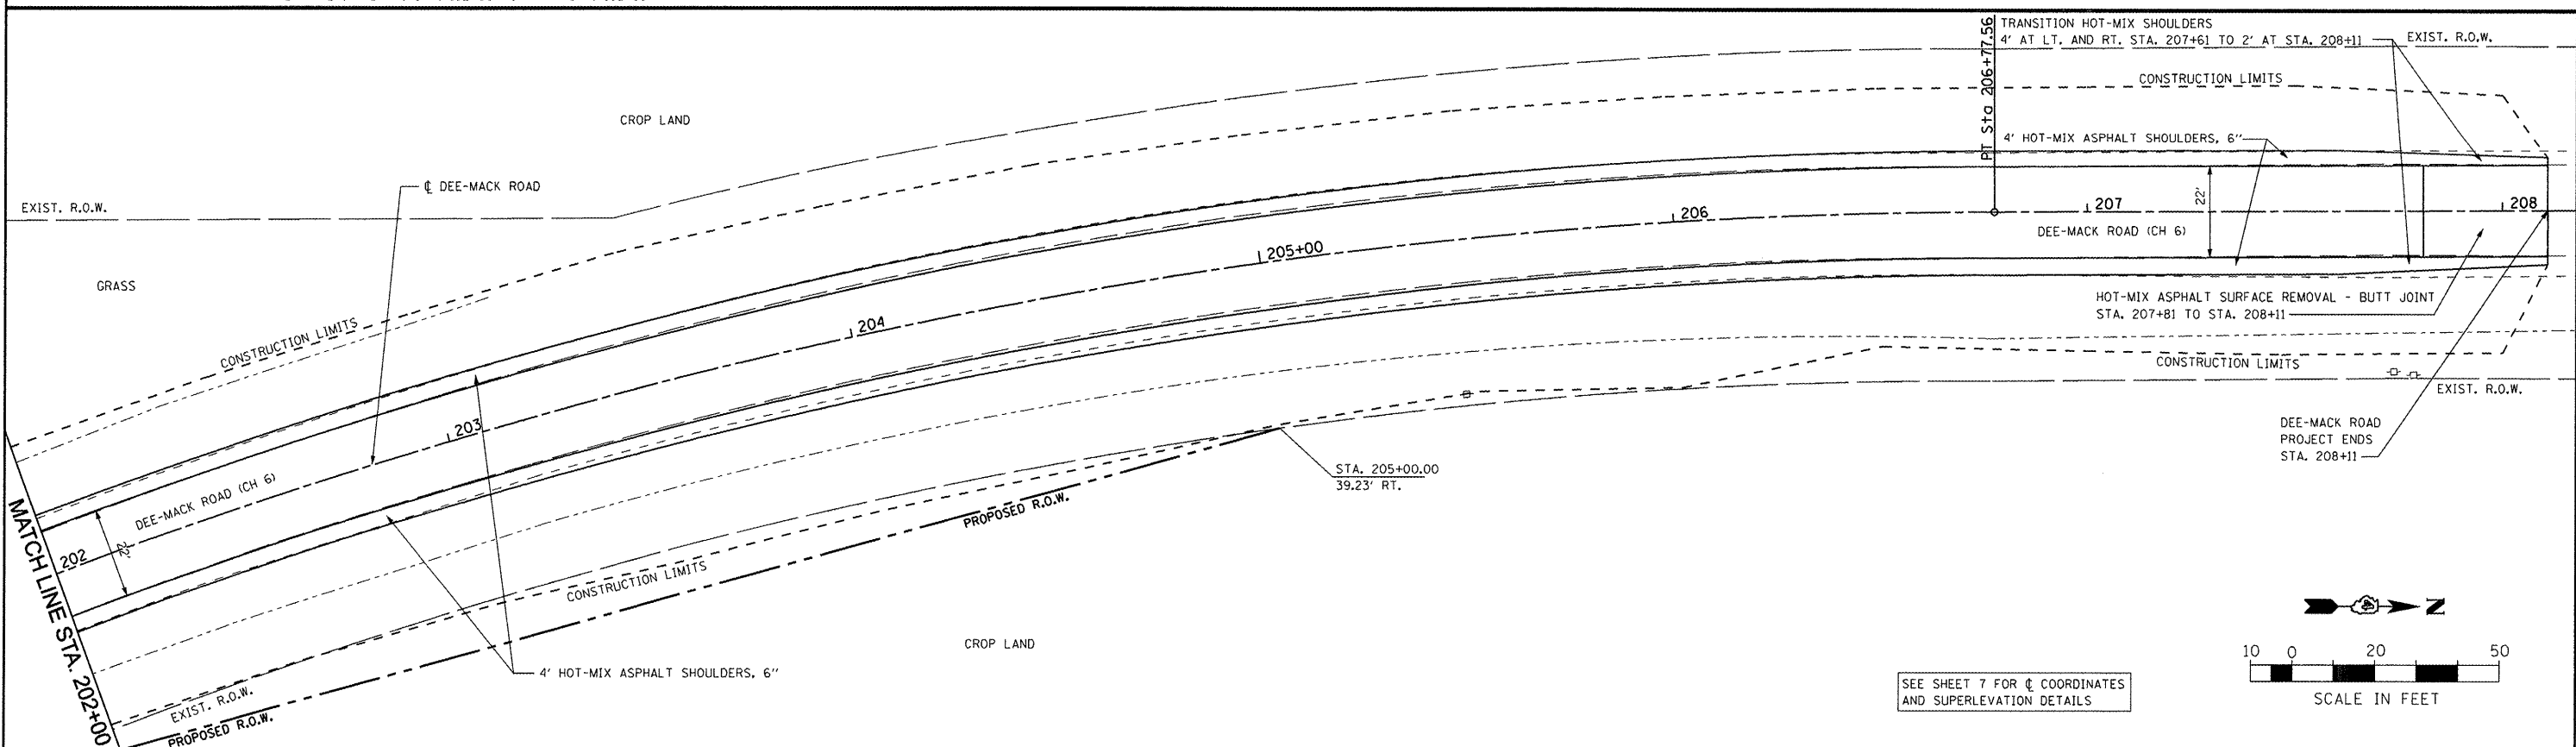 PT Sta 206+77.56
TRANSITION HOT-MIX SHOULDERS
4' AT LT. AND RT. STA. 207+61 TO 2' AT STA. 208+11
EXIST. R.O.W.
CONSTRUCTION LIMITS
CROP LAND
4' HOT-MIX ASPHALT SHOULDERS, 6"
℄ DEE-MACK ROAD
EXIST. R.O.W.
22'
206
207
208
DEE-MACK ROAD (CH 6)
205+00
GRASS
HOT-MIX ASPHALT SURFACE REMOVAL - BUTT JOINT
STA. 207+81 TO STA. 208+11
204
CONSTRUCTION LIMITS
CONSTRUCTION LIMITS
EXIST. R.O.W.
203
DEE-MACK ROAD
PROJECT ENDS
STA. 208+11
STA. 205+00.00
39.23' RT.
DEE-MACK ROAD (CH 6)
PROPOSED R.O.W.
202
22'
MATCH LINE STA. 202+00
CONSTRUCTION LIMITS
CROP LAND
4' HOT-MIX ASPHALT SHOULDERS, 6"
EXIST. R.O.W.
PROPOSED R.O.W.
N
10 0 20 50
SCALE IN FEET
SEE SHEET 7 FOR ℄ COORDINATES
AND SUPERLEVATION DETAILS